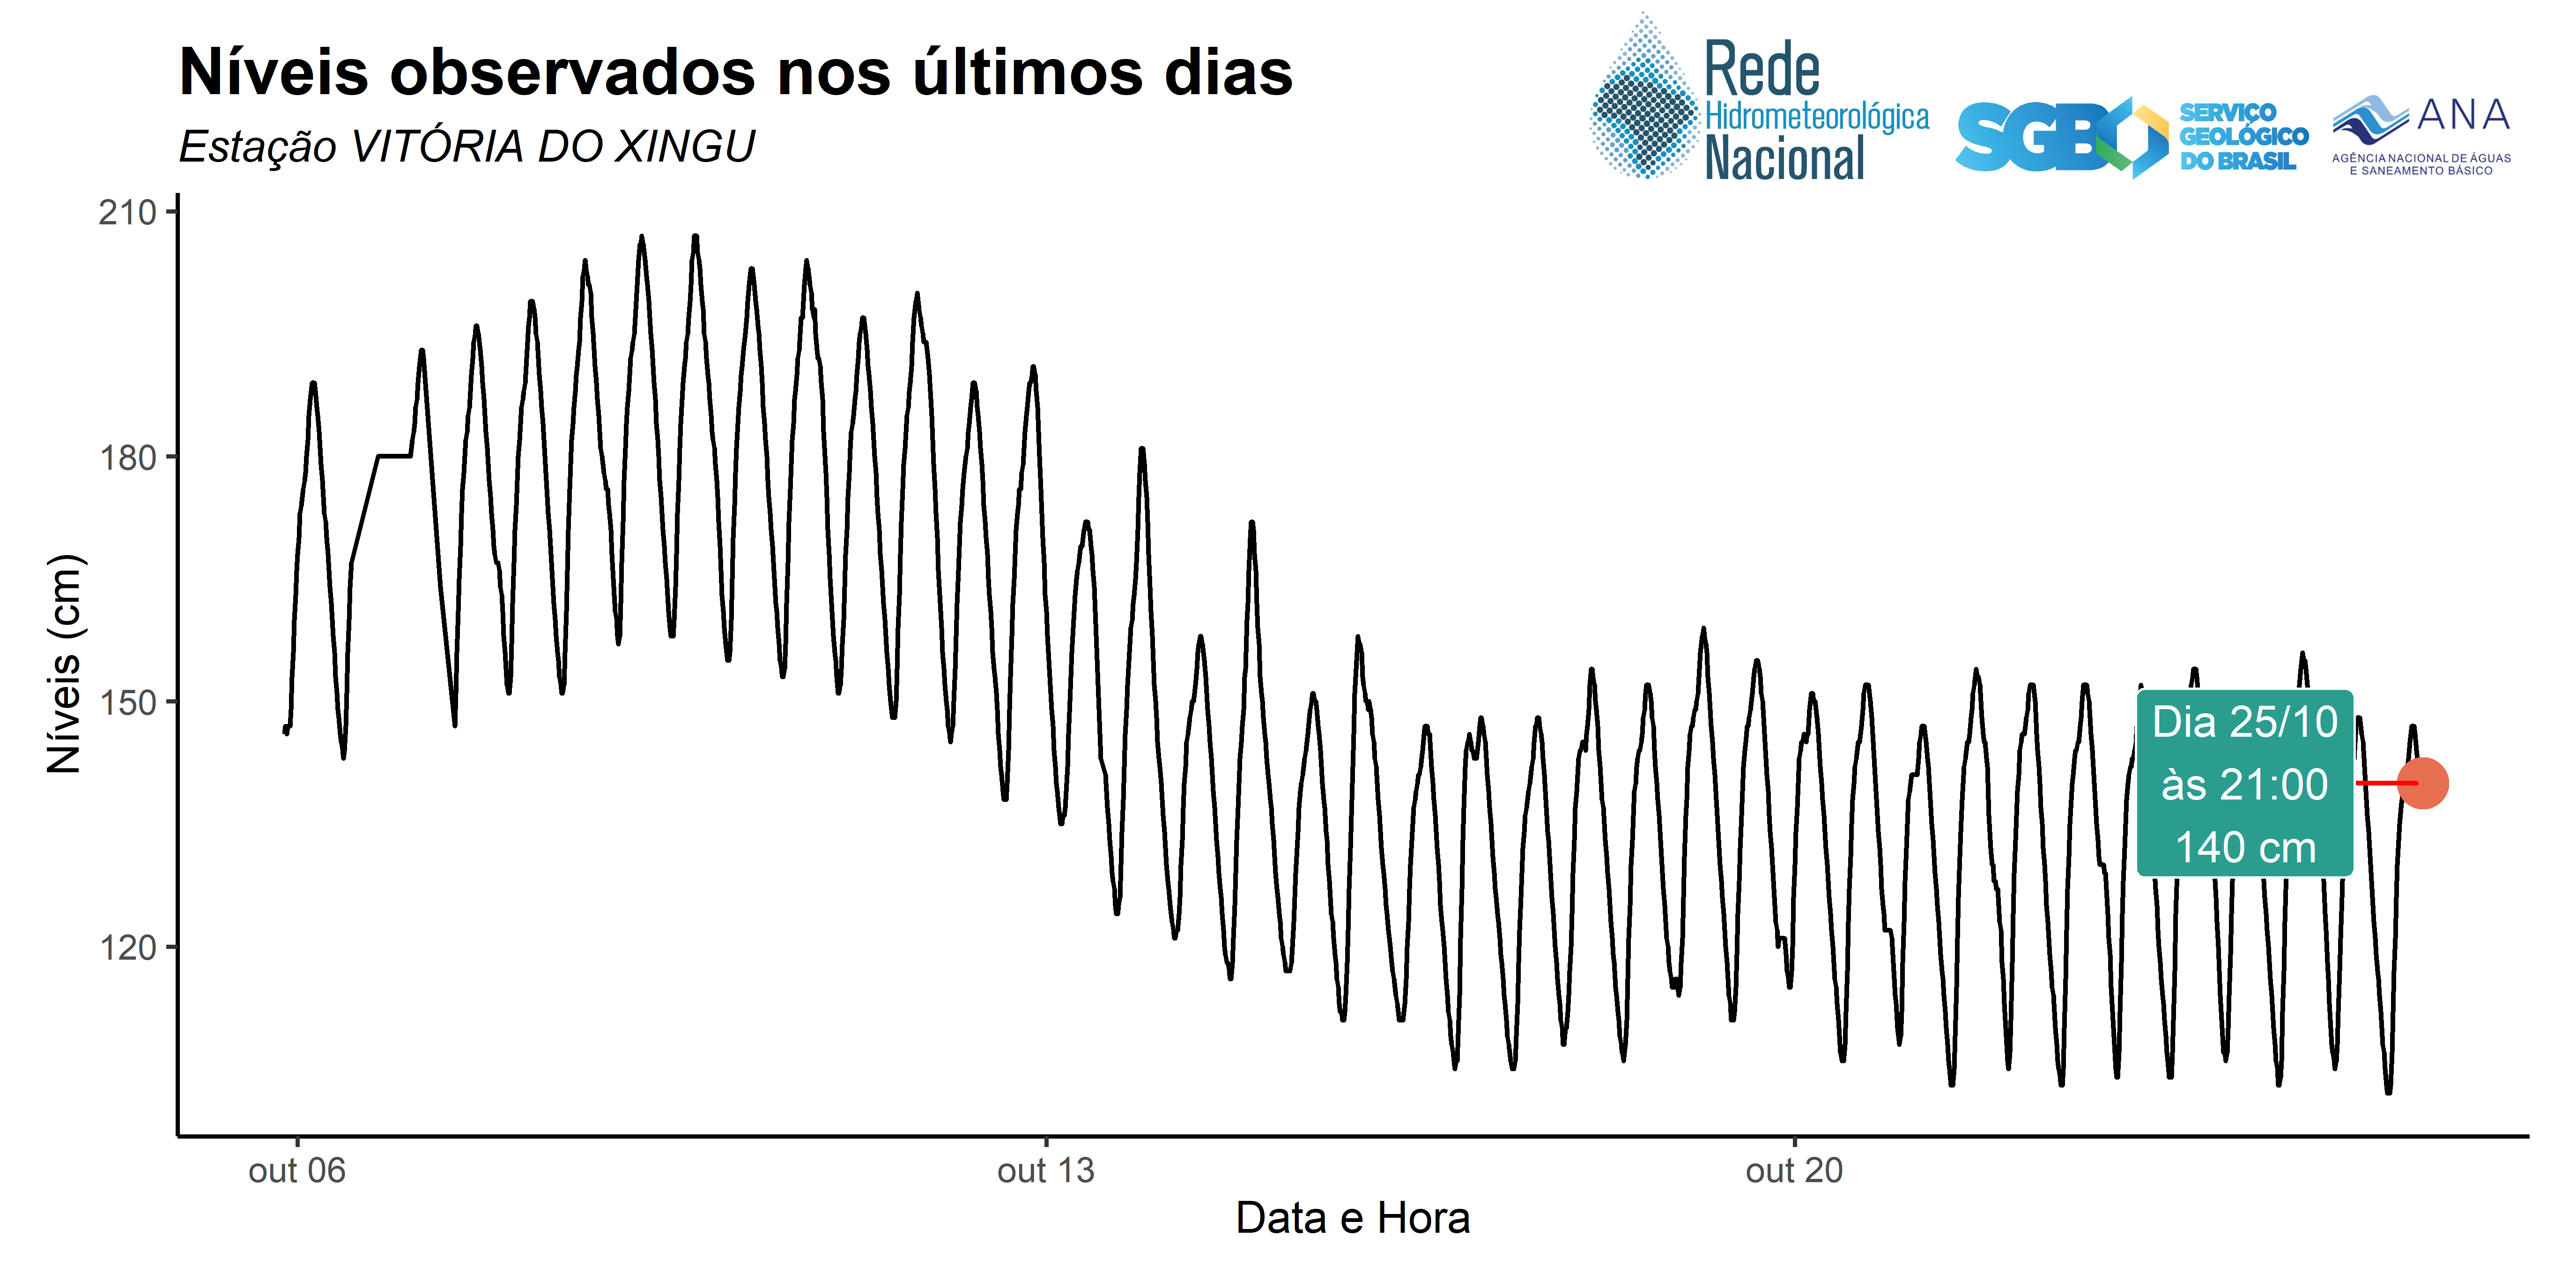 Níveis observados nos últimos dias
Estação VITÓRIA DO XINGU
Rede
Hidrometeorológica
Nacional
SGB
SERVIÇO
GEOLÓGICO
DO BRASIL
ANA
AGÊNCIA NACIONAL DE ÁGUAS
E SANEAMENTO BÁSICO
210
180
150
120
Níveis (cm)
Dia 25/10
às 21:00
140 cm
out 06
out 13
out 20
Data e Hora